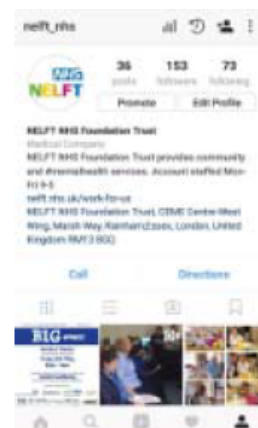 nelft_nhs
NHS
NELFT
36 153 73
posts followers following
Promote Edit Profile
NELFT NHS Foundation Trust
Medical Company
NELFT NHS Foundation Trust provides community
and #mentalhealth services. Account staffed Mon-
Fri 9-5
nelft.nhs.uk/work-for-us
NELFT NHS Foundation Trust, CEME Centre-West
Wing, Marsh Way, Rainham,Essex, London, United
Kingdom RM13 8GQ
Call Directions
BIG